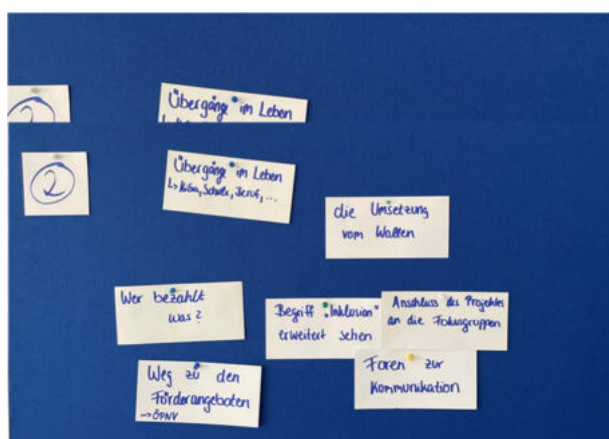 Übergänge im Leben
2
Übergänge im Leben
↳ Kita, Schule, Beruf, ...
die Umsetzung
vom Wollen
Wer bezahlt
was?
Begriff „Inklusion"
erweitert sehen
Anschluss des Projektes
an die Fokusgruppen
Weg zu den
Förderangeboten
→ ÖPNV
Foren zur
Kommunikation